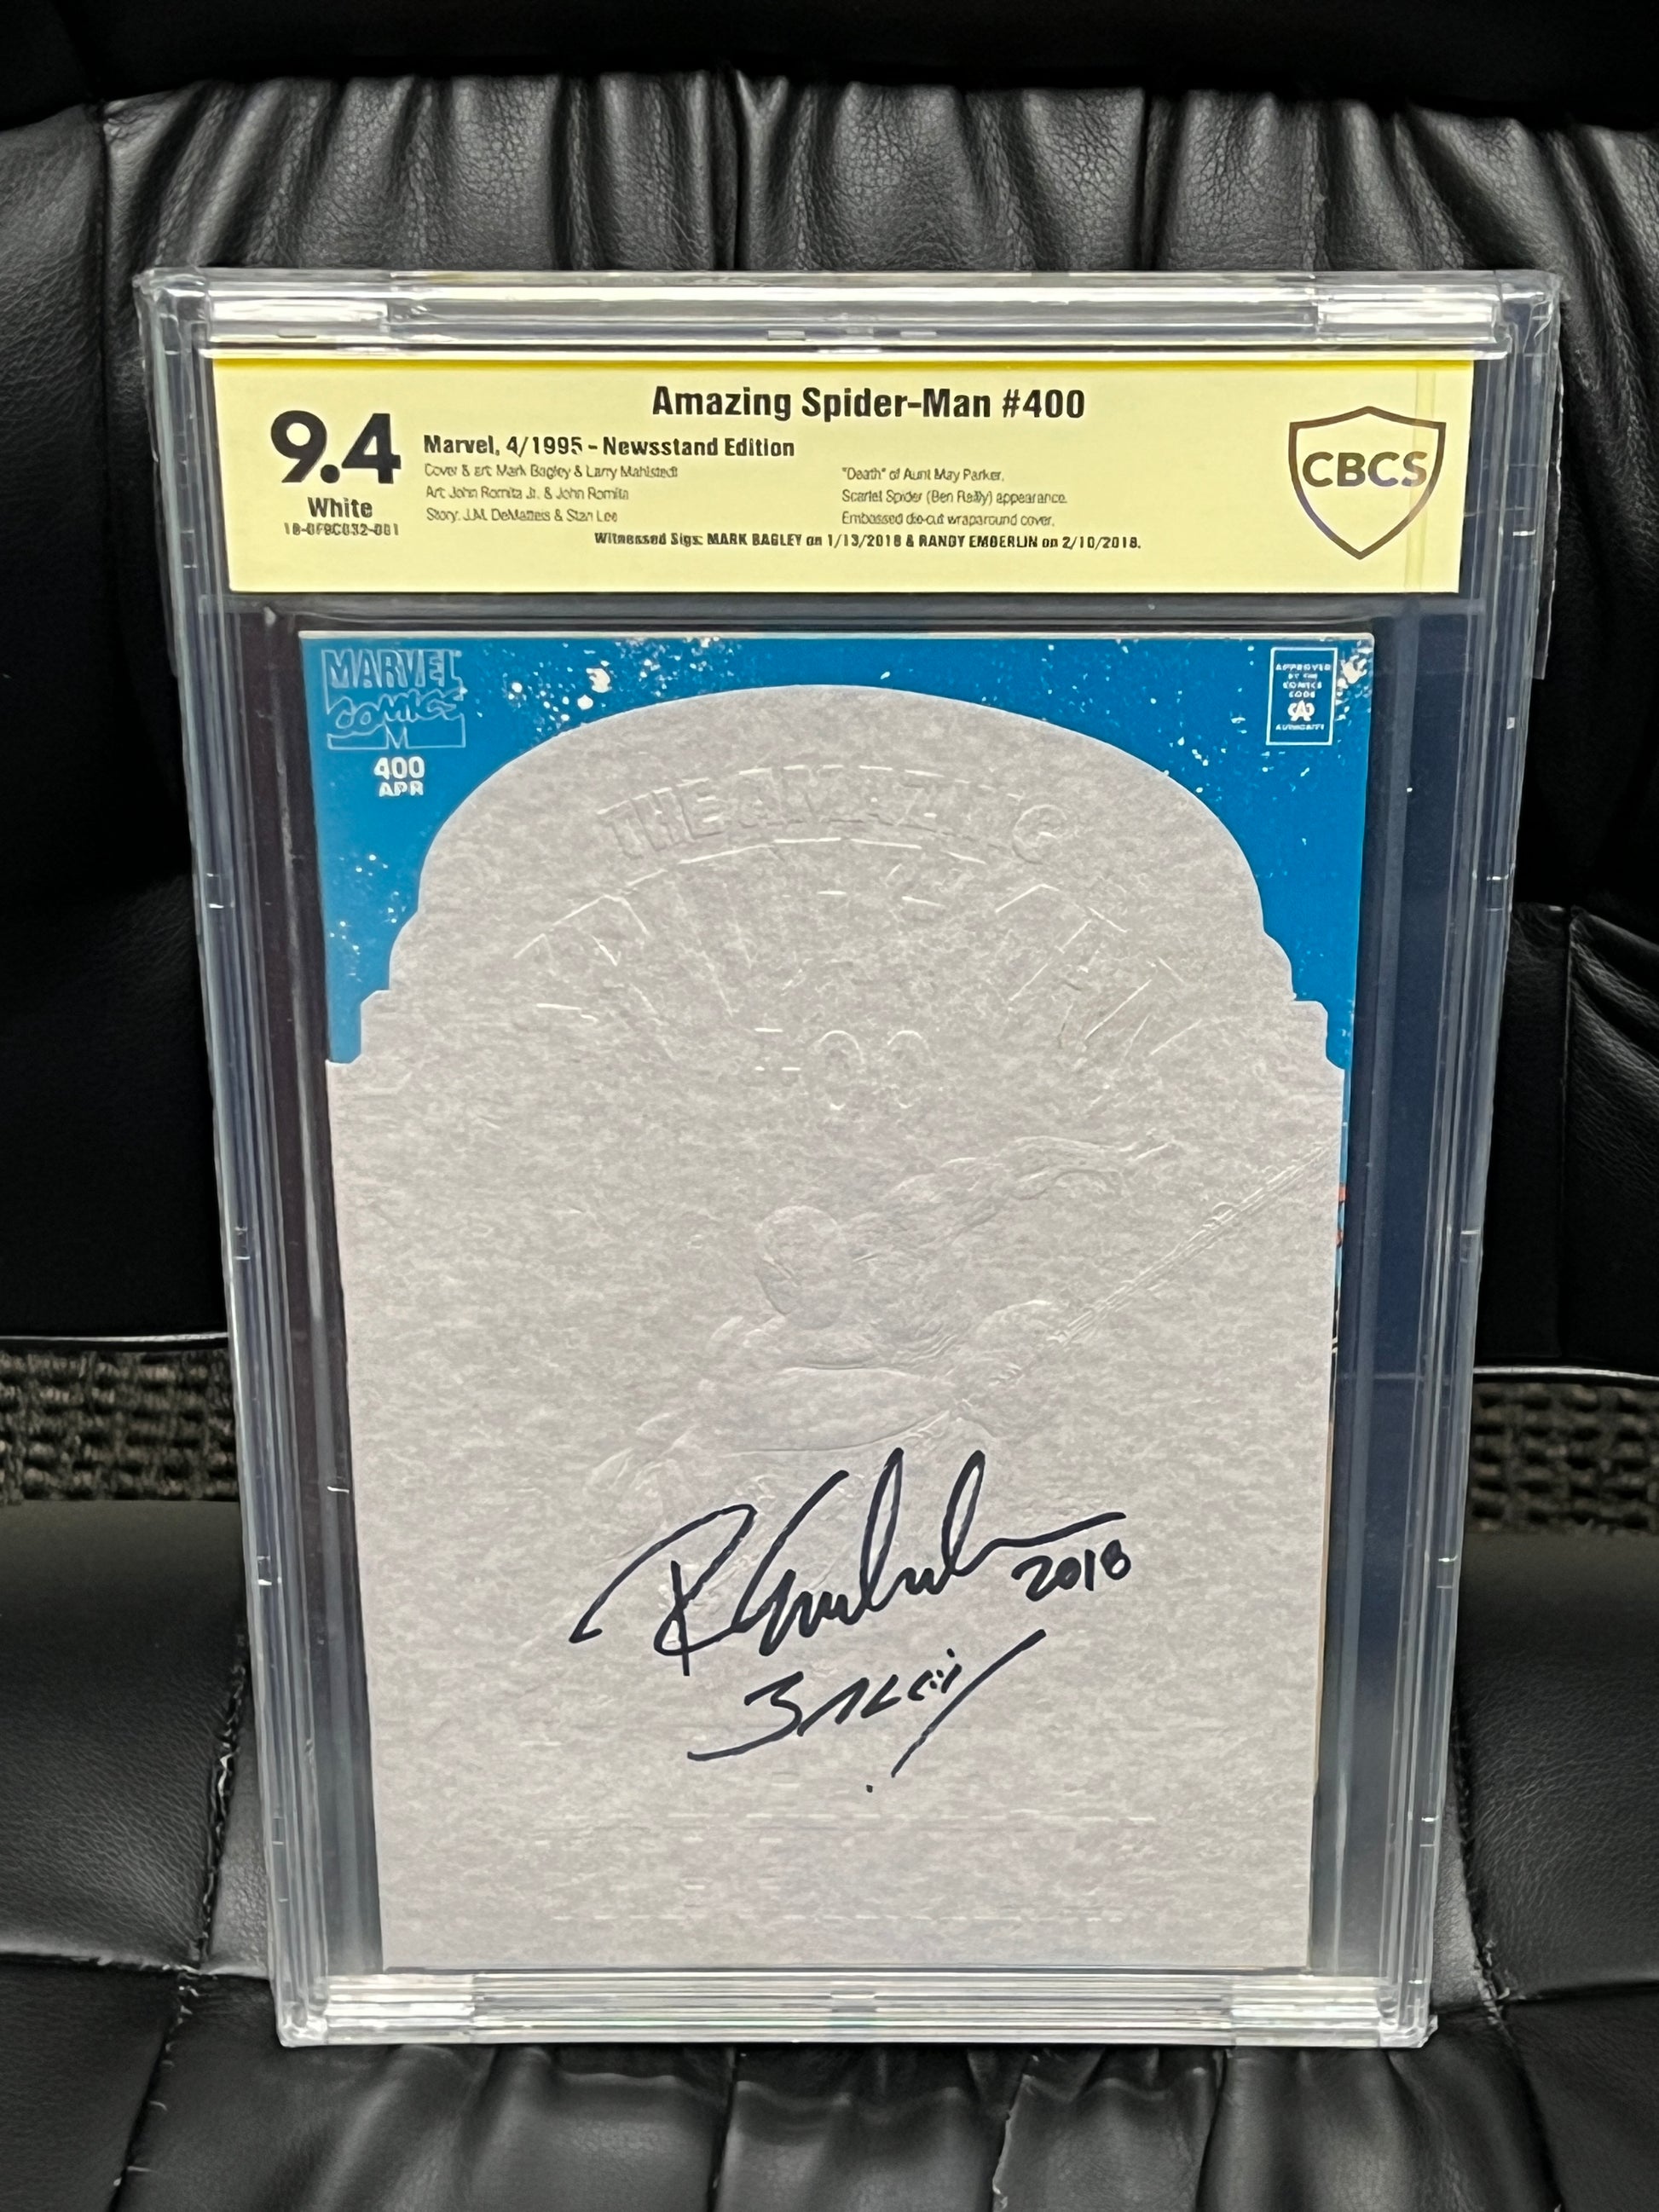 Amazing Spider-Man #400
9.4
White
Marvel, 4/1995 - Newsstand Edition
Cover & art: Mark Bagley & Larry Mahlstedt
Art: John Romita Jr. & John Romita
Story: J.M. DeMatteis & Stan Lee
"Death" of Aunt May Parker.
Scarlet Spider (Ben Reilly) appearance.
Embossed die-cut wraparound cover.
Witnessed Sigs: MARK BAGLEY on 1/13/2018 & RANDY EMBERLIN on 2/10/2018.
CBCS
MARVEL
COMICS
400
APR
APPROVED
BY THE
COMICS
CODE
AUTHORITY
THE AMAZING
400
2018